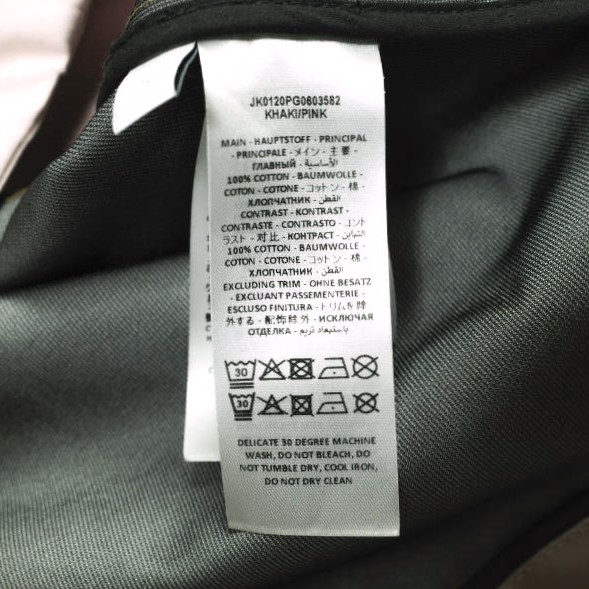 JK0120PG0603582
KHAKI/PINK
MAIN - HAUPTSTOFF - PRINCIPAL
- PRINCIPALE - メイン - 主要 -
ГЛАВНЫЙ - الأساسية
100% COTTON - BAUMWOLLE -
COTON - COTONE - コットン - 棉 -
ХЛОПЧАТНИК - القطن
CONTRAST - KONTRAST -
CONTRASTE - CONTRASTO - コント
ラスト - 对比 - КОНТРАСТ - التباين
100% COTTON - BAUMWOLLE -
COTON - COTONE - コットン - 棉 -
ХЛОПЧАТНИК - القطن
EXCLUDING TRIM - OHNE BESATZ
- EXCLUANT PASSEMENTERIE -
ESCLUSO FINITURA - トリムを除
外する - 配饰除外 - ИСКЛЮЧАЯ
ОТДЕЛКА - باستبعاد تريم
30
30
DELICATE 30 DEGREE MACHINE
WASH, DO NOT BLEACH, DO
NOT TUMBLE DRY, COOL IRON,
DO NOT DRY CLEAN